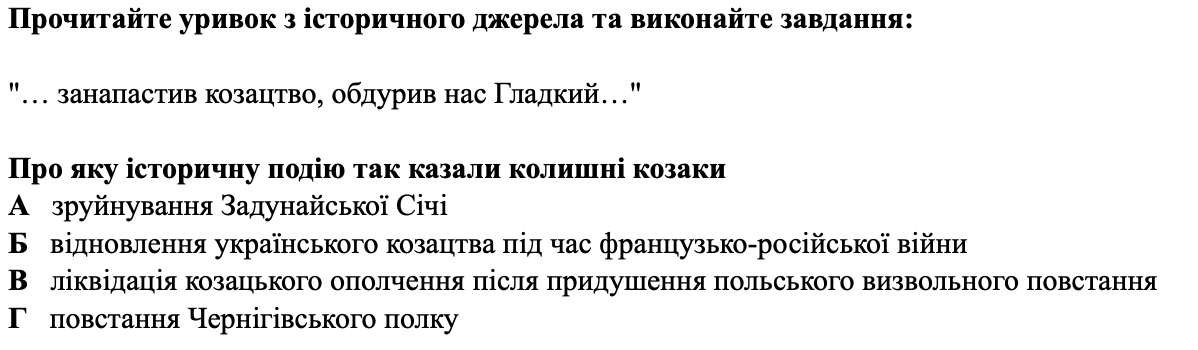 Прочитайте уривок з історичного джерела та виконайте завдання:
"… занапастив козацтво, обдурив нас Гладкий…"
Про яку історичну подію так казали колишні козаки
А зруйнування Задунайської Січі
Б відновлення українського козацтва під час французько-російської війни
В ліквідація козацького ополчення після придушення польського визвольного повстання
Г повстання Чернігівського полку